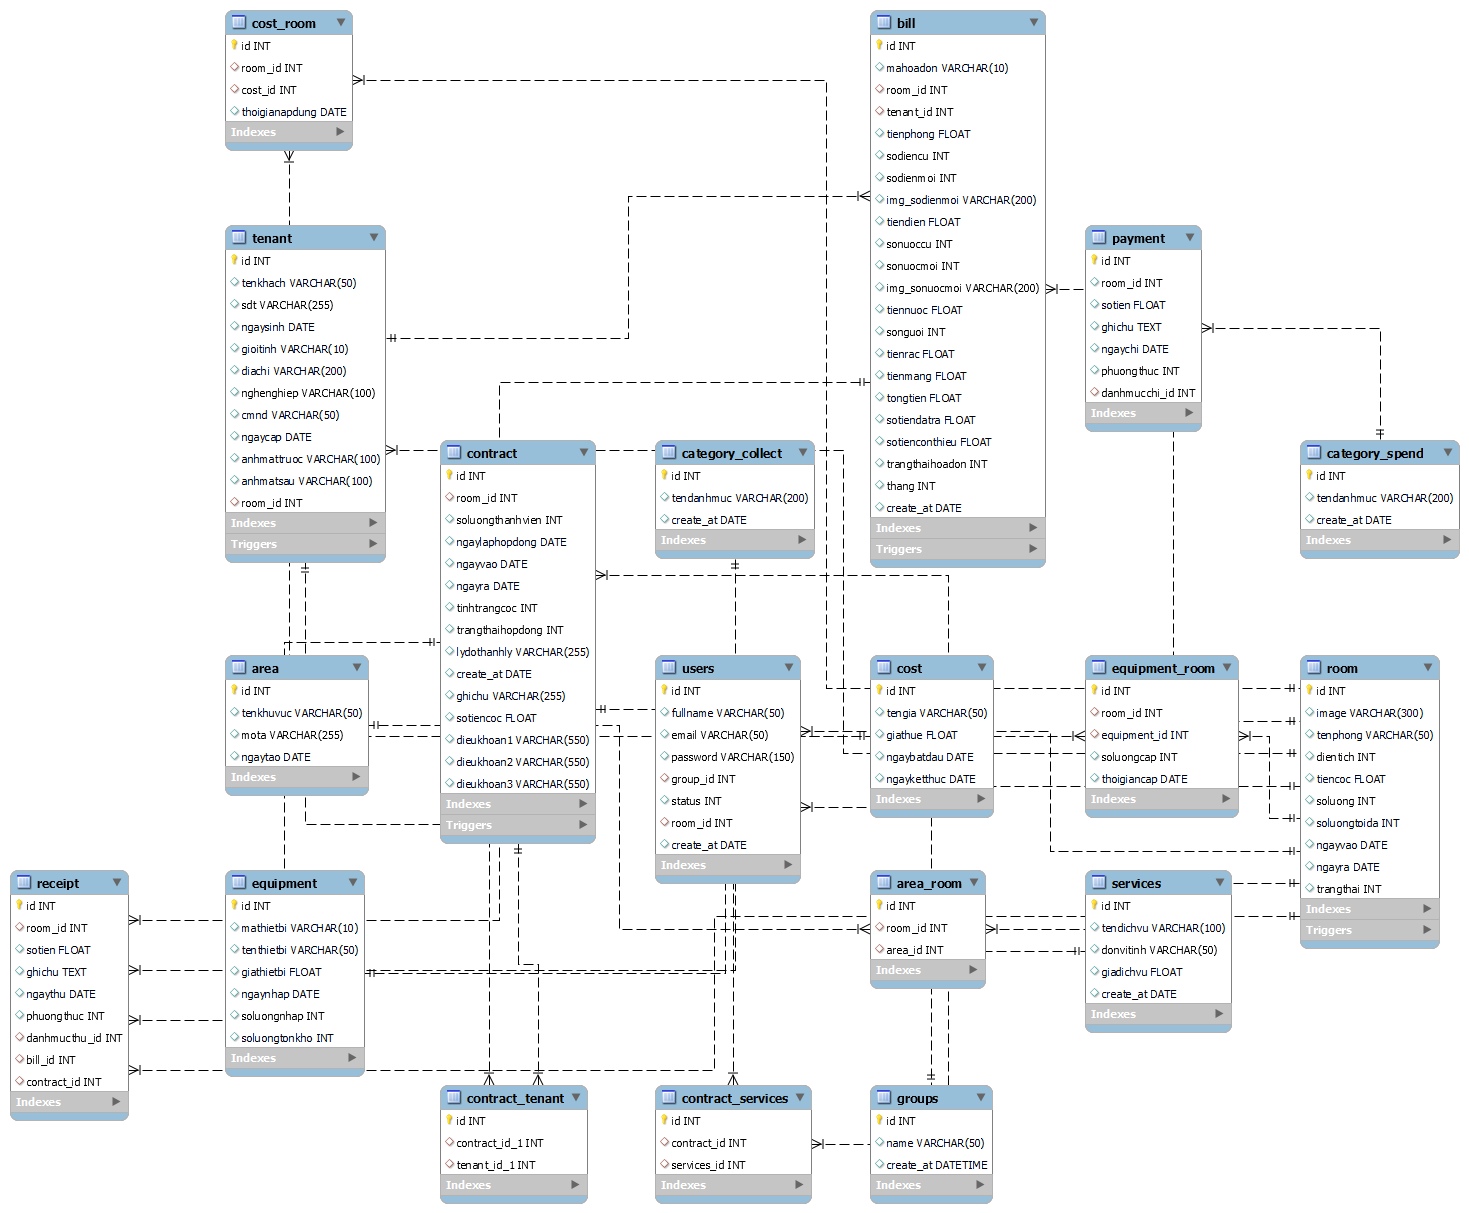 cost_room
id INT
room_id INT
cost_id INT
thoigianapdung DATE
Indexes
bill
id INT
mahoadon VARCHAR(10)
room_id INT
tenant_id INT
tienphong FLOAT
sodiencu INT
sodienmoi INT
img_sodienmoi VARCHAR(200)
tiendien FLOAT
sonuoccu INT
sonuocmoi INT
img_sonuocmoi VARCHAR(200)
tiennuoc FLOAT
songuoi INT
tienrac FLOAT
tienmang FLOAT
tongtien FLOAT
sotiendatra FLOAT
sotienconthieu FLOAT
trangthaihoadon INT
thang INT
create_at DATE
Indexes
Triggers
tenant
id INT
tenkhach VARCHAR(50)
sdt VARCHAR(255)
ngaysinh DATE
gioitinh VARCHAR(10)
diachi VARCHAR(200)
nghenghiep VARCHAR(100)
cmnd VARCHAR(50)
ngaycap DATE
anhmattruoc VARCHAR(100)
anhmatsau VARCHAR(100)
room_id INT
Indexes
Triggers
payment
id INT
room_id INT
sotien FLOAT
ghichu TEXT
ngaychi DATE
phuongthuc INT
danhmucchi_id INT
Indexes
contract
id INT
room_id INT
soluongthanhvien INT
ngaylaphopdong DATE
ngayvao DATE
ngayra DATE
tinhtrangcoc INT
trangthaihopdong INT
lydothanhly VARCHAR(255)
create_at DATE
ghichu VARCHAR(255)
sotiencoc FLOAT
dieukhoan1 VARCHAR(550)
dieukhoan2 VARCHAR(550)
dieukhoan3 VARCHAR(550)
Indexes
Triggers
category_collect
id INT
tendanhmuc VARCHAR(200)
create_at DATE
Indexes
category_spend
id INT
tendanhmuc VARCHAR(200)
create_at DATE
Indexes
area
id INT
tenkhuvuc VARCHAR(50)
mota VARCHAR(255)
ngaytao DATE
Indexes
users
id INT
fullname VARCHAR(50)
email VARCHAR(50)
password VARCHAR(150)
group_id INT
status INT
room_id INT
create_at DATE
Indexes
cost
id INT
tengia VARCHAR(50)
giathue FLOAT
ngaybatdau DATE
ngayketthuc DATE
Indexes
equipment_room
id INT
room_id INT
equipment_id INT
soluongcap INT
thoigiancap DATE
Indexes
room
id INT
image VARCHAR(300)
tenphong VARCHAR(50)
dientich INT
tiencoc FLOAT
soluong INT
soluongtoida INT
ngayvao DATE
ngayra DATE
trangthai INT
Indexes
Triggers
receipt
id INT
room_id INT
sotien FLOAT
ghichu TEXT
ngaythu DATE
phuongthuc INT
danhmucthu_id INT
bill_id INT
contract_id INT
Indexes
equipment
id INT
mathietbi VARCHAR(10)
tenthietbi VARCHAR(50)
giathietbi FLOAT
ngaynhap DATE
soluongnhap INT
soluongtonkho INT
Indexes
area_room
id INT
room_id INT
area_id INT
Indexes
services
id INT
tendichvu VARCHAR(100)
donvitinh VARCHAR(50)
giadichvu FLOAT
create_at DATE
Indexes
contract_tenant
id INT
contract_id_1 INT
tenant_id_1 INT
Indexes
contract_services
id INT
contract_id INT
services_id INT
Indexes
groups
id INT
name VARCHAR(50)
create_at DATETIME
Indexes